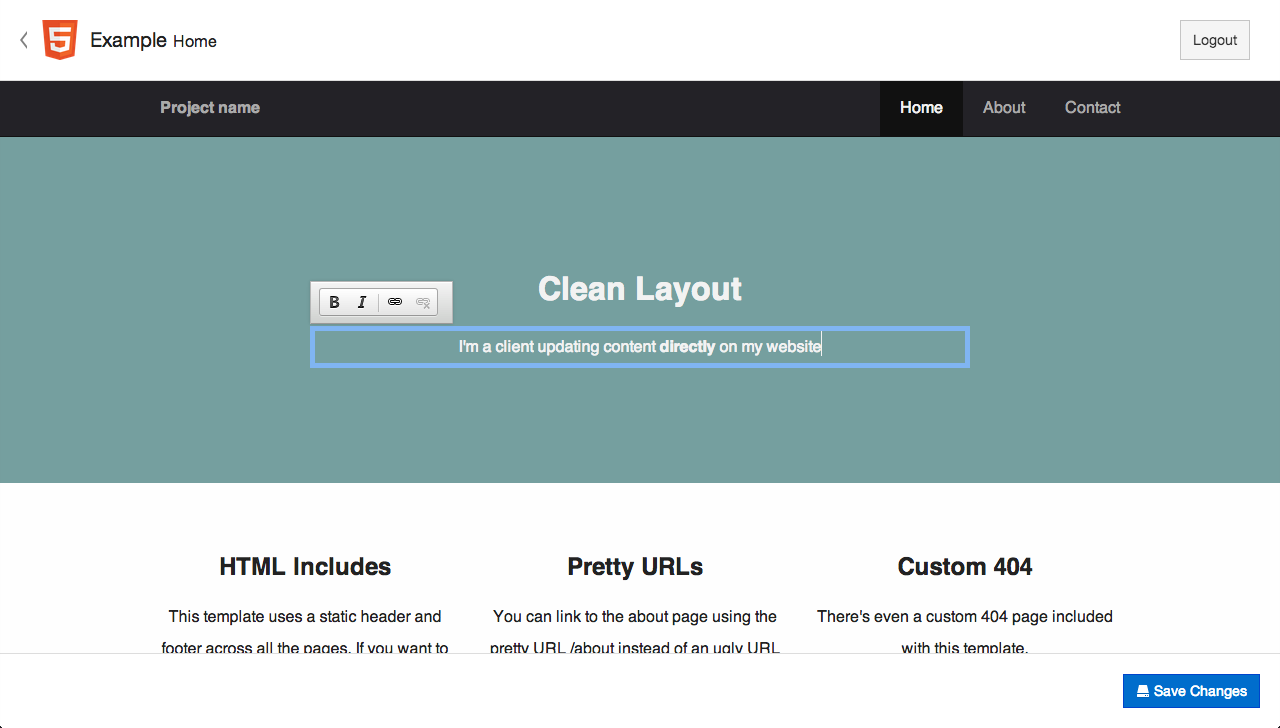 5 Example Home
Logout
Project name
Home About Contact
Clean Layout
B I
I'm a client updating content directly on my website
HTML Includes
This template uses a static header and
footer across all the pages. If you want to
Pretty URLs
You can link to the about page using the
pretty URL /about instead of an ugly URL
Custom 404
There's even a custom 404 page included
with this template.
Save Changes